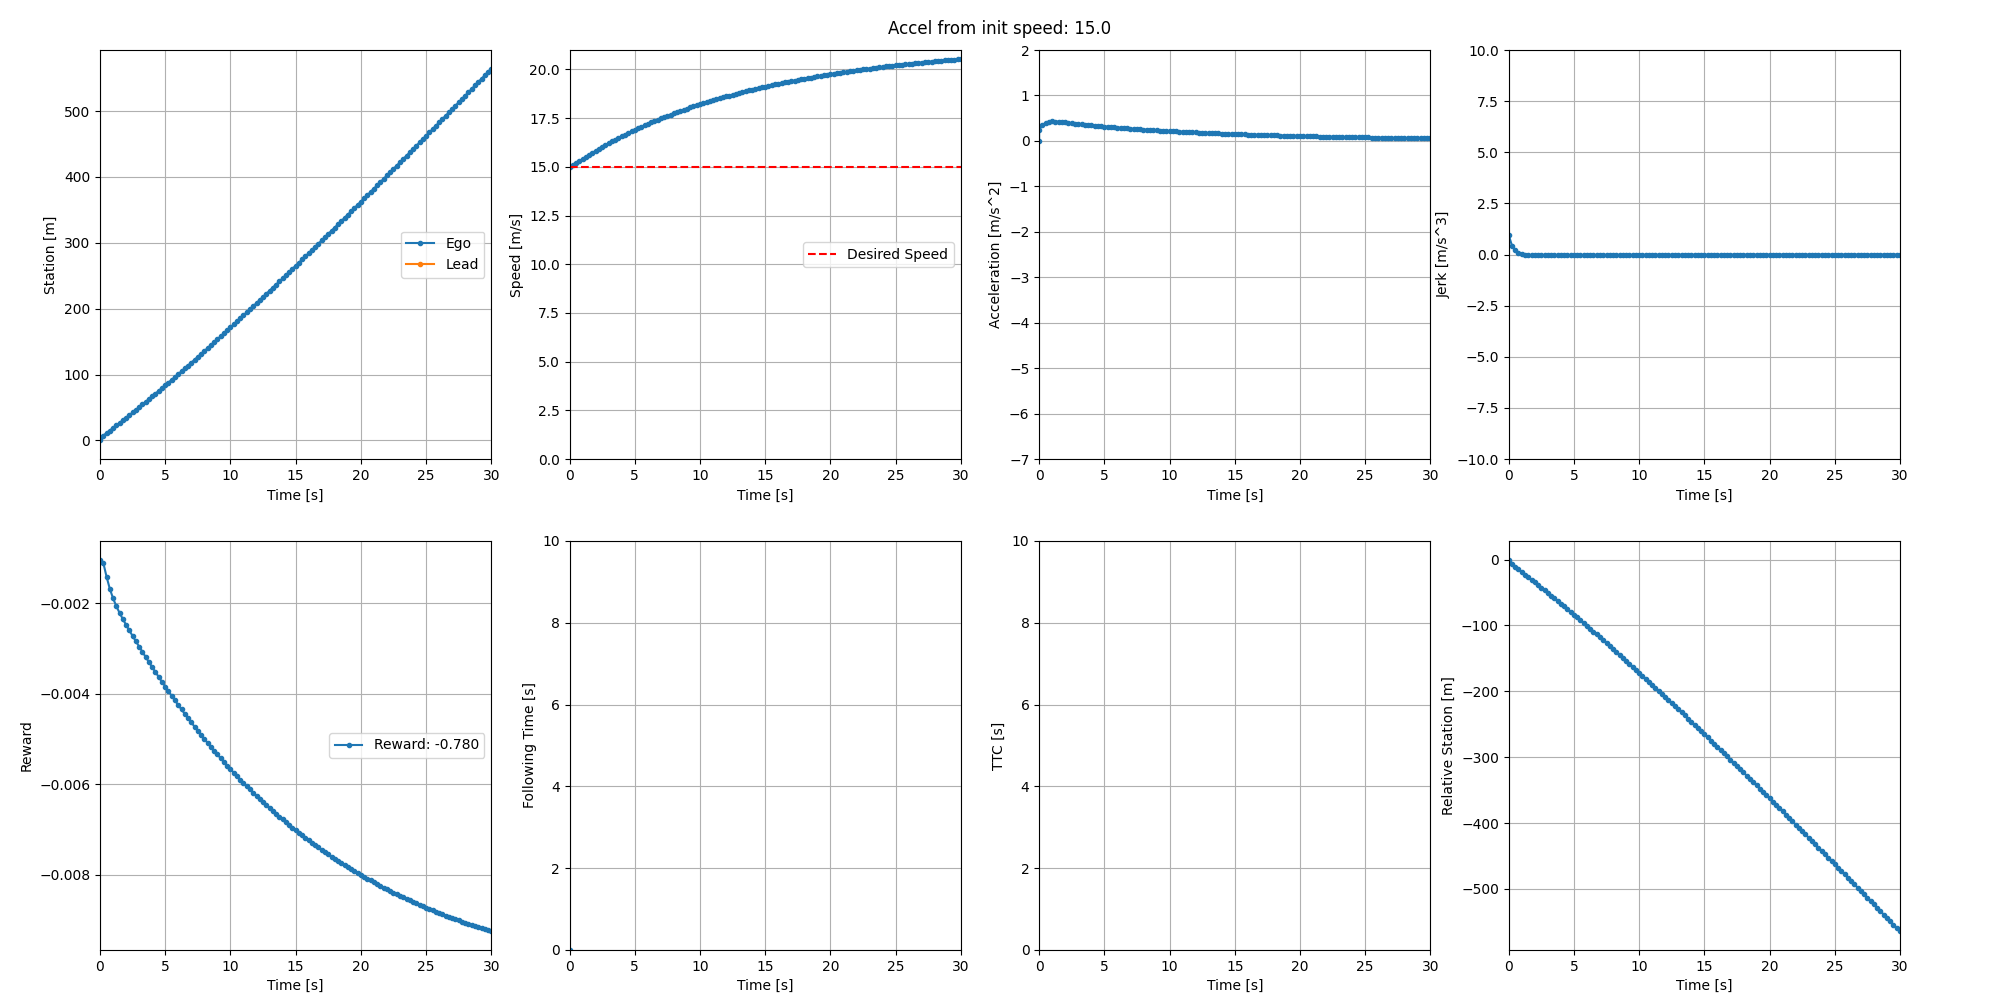 Accel from init speed: 15.0
Station [m]
500
400
300
200
100
0
0 5 10 15 20 25 30
Time [s]
Ego
Lead
Speed [m/s]
20.0
17.5
15.0
12.5
10.0
7.5
5.0
2.5
0.0
0 5 10 15 20 25 30
Time [s]
Desired Speed
Acceleration [m/s^2]
2
1
0
−1
−2
−3
−4
−5
−6
−7
0 5 10 15 20 25 30
Time [s]
Jerk [m/s^3]
10.0
7.5
5.0
2.5
0.0
−2.5
−5.0
−7.5
−10.0
0 5 10 15 20 25 30
Time [s]
Reward
−0.002
−0.004
−0.006
−0.008
0 5 10 15 20 25 30
Time [s]
Reward: -0.780
Following Time [s]
10
8
6
4
2
0
0 5 10 15 20 25 30
Time [s]
TTC [s]
10
8
6
4
2
0
0 5 10 15 20 25 30
Time [s]
Relative Station [m]
0
−100
−200
−300
−400
−500
0 5 10 15 20 25 30
Time [s]